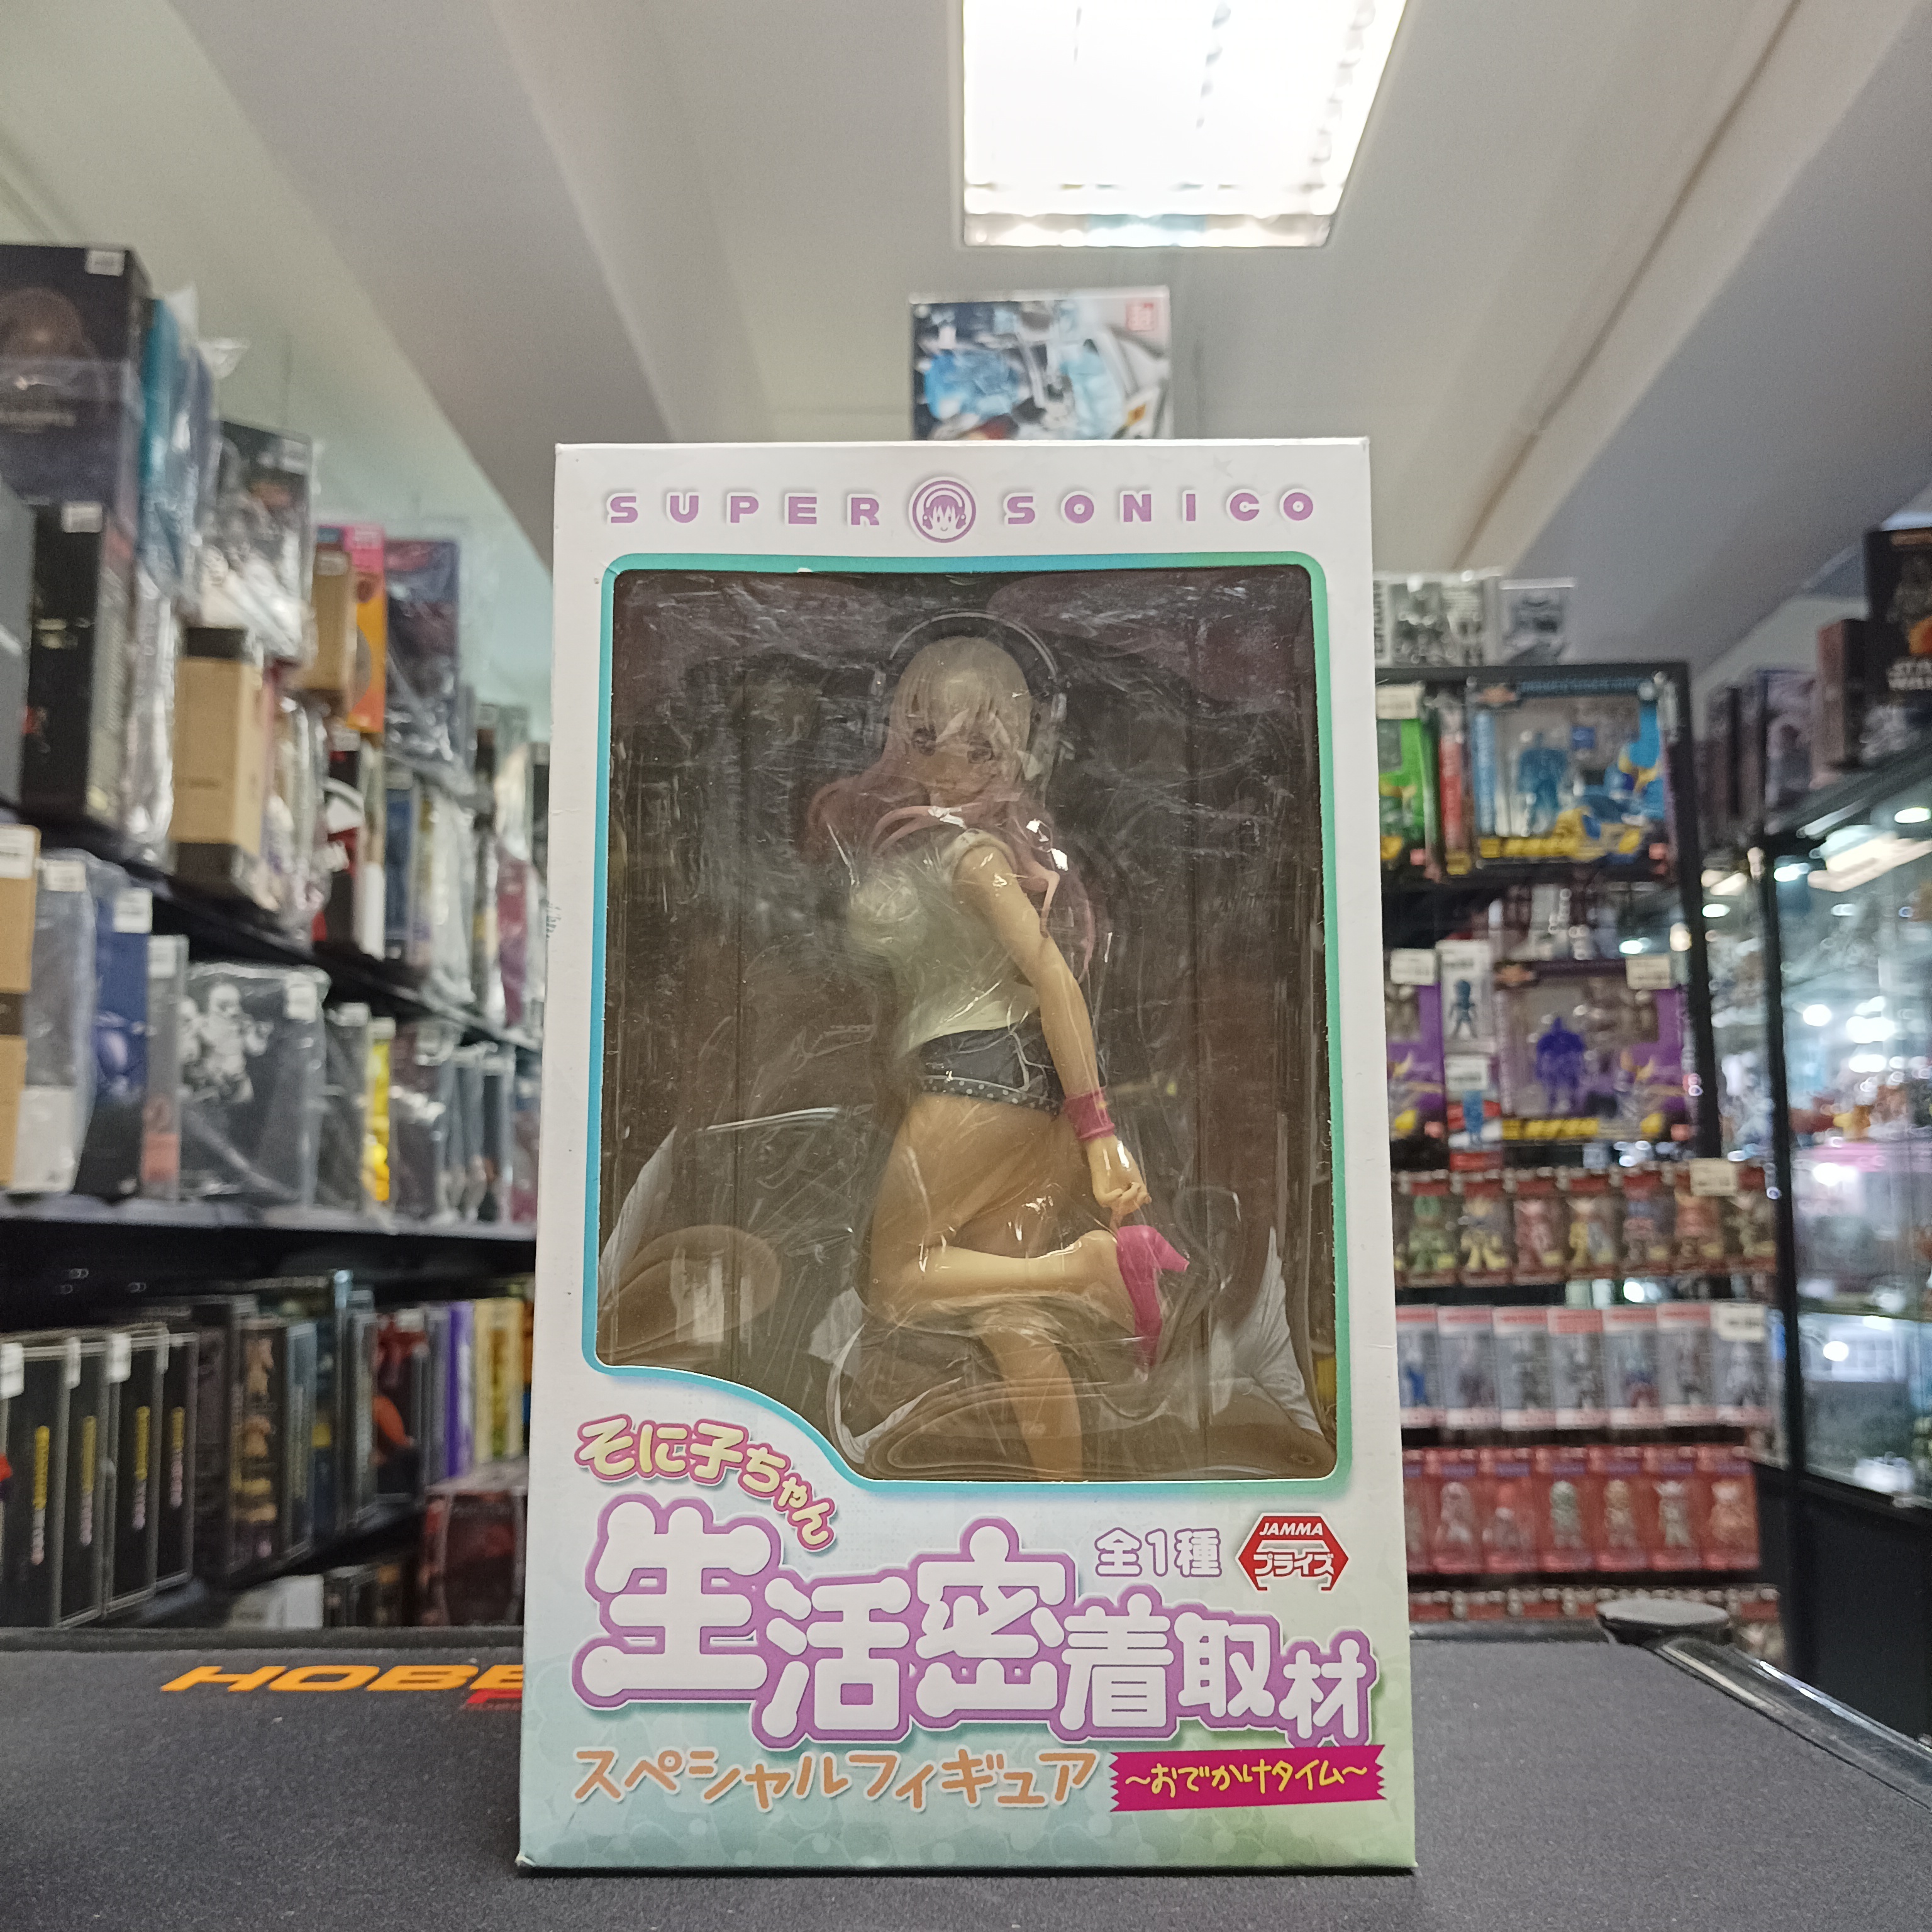 SUPER SONICO
そに子ちゃん
生活密着取材
全1種
JAMMA
プライズ
スペシャルフィギュア
～おでかけタイム～
HOBB